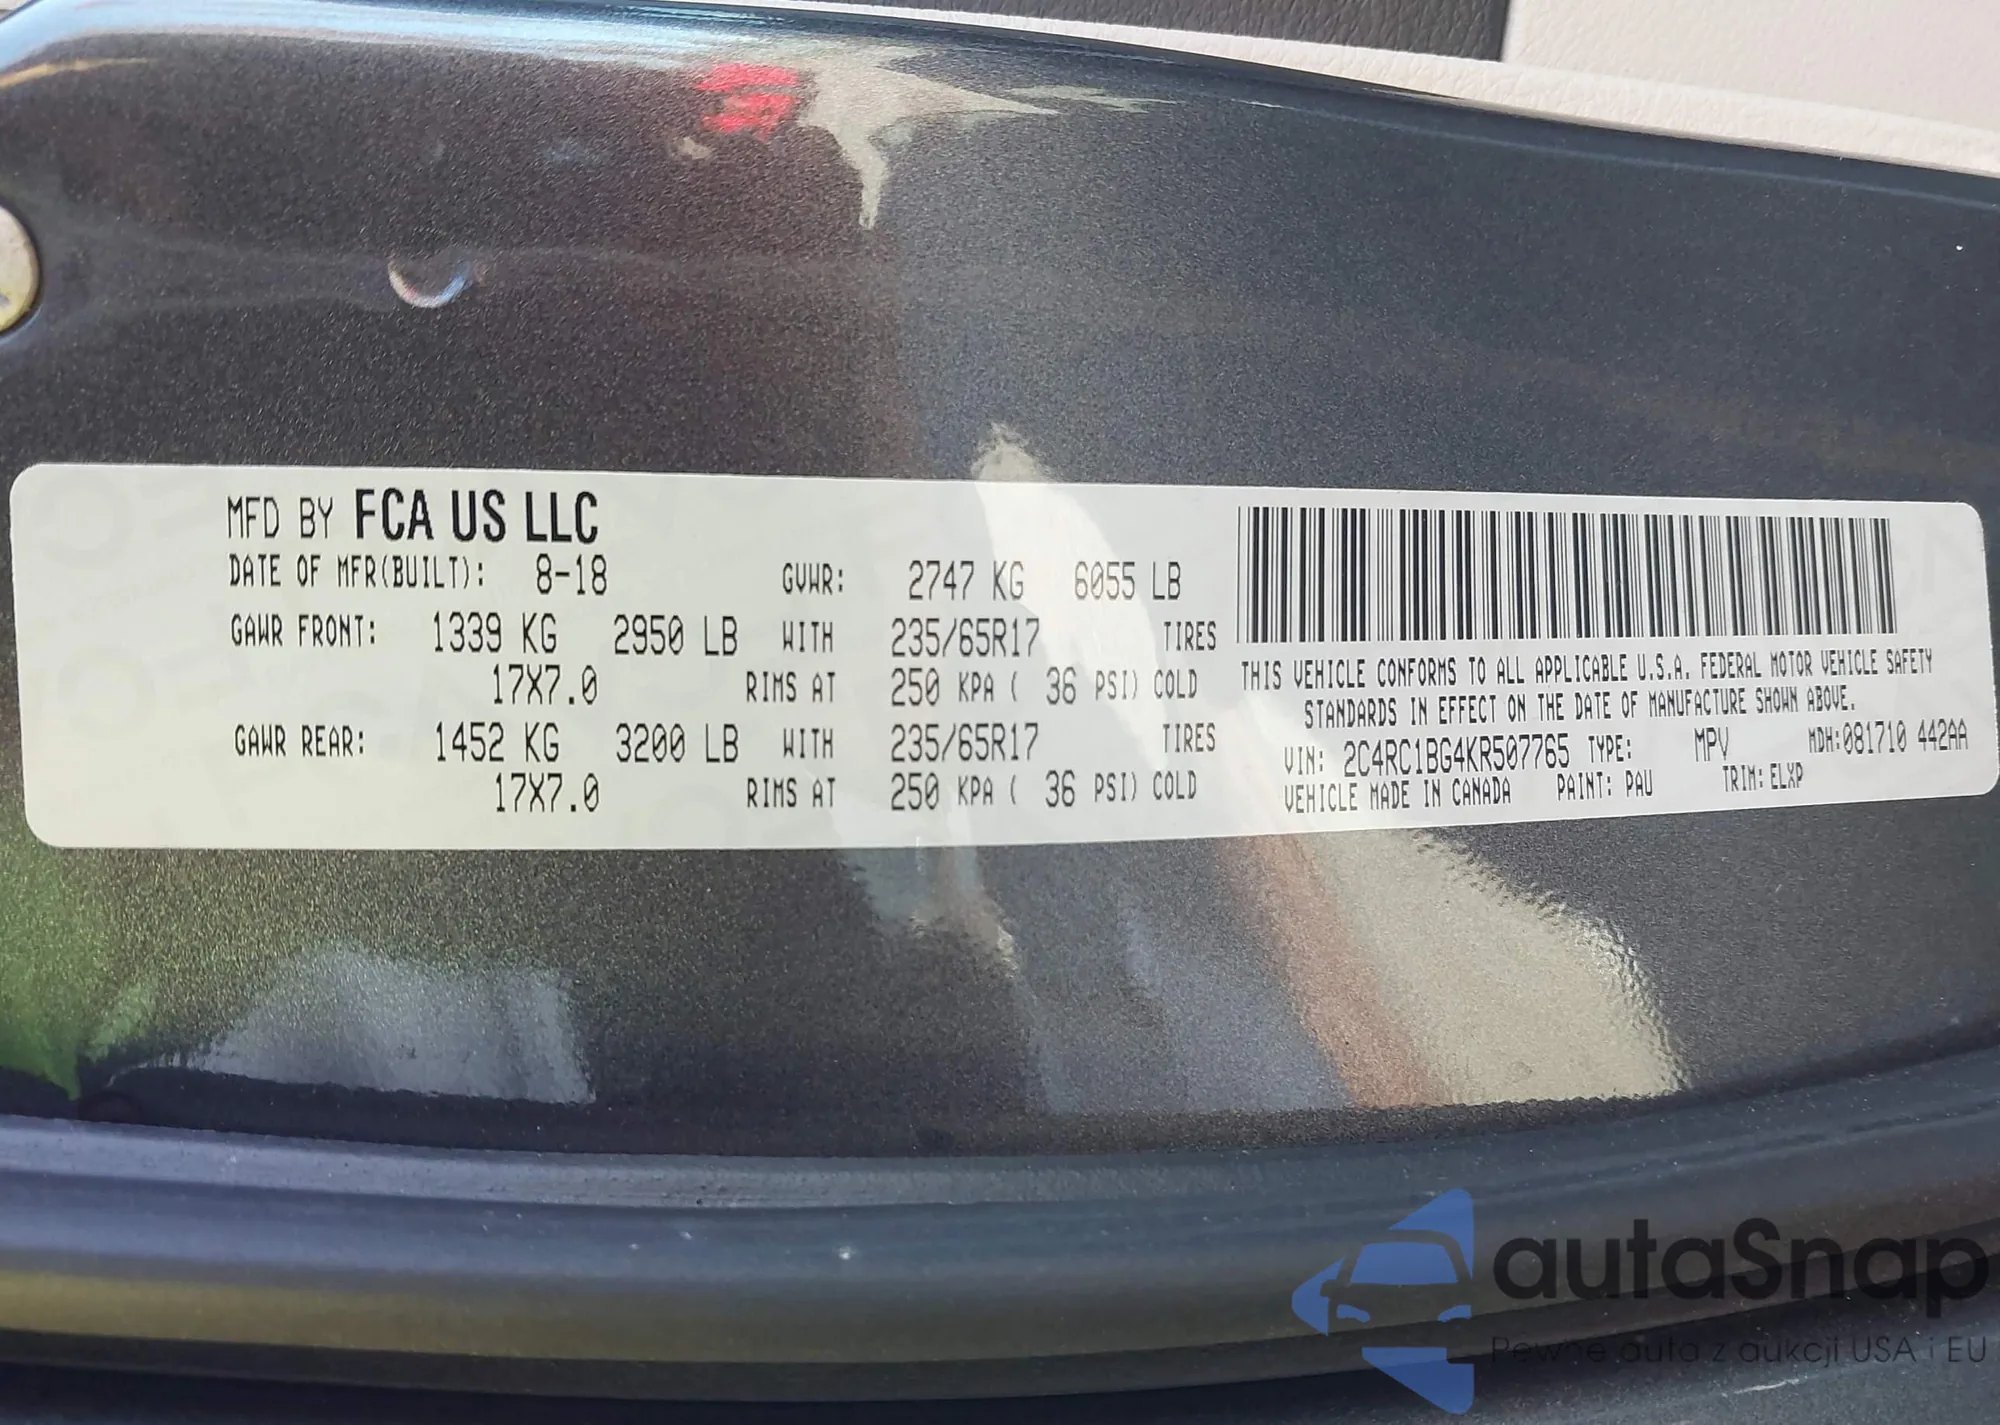 MFD BY FCA US LLC
DATE OF MFR(BUILT): 8-18 GVWR: 2747 KG 6055 LB
GAWR FRONT: 1339 KG 2950 LB WITH 235/65R17 TIRES
17X7.0 RIMS AT 250 KPA ( 36 PSI) COLD
GAWR REAR: 1452 KG 3200 LB WITH 235/65R17 TIRES
17X7.0 RIMS AT 250 KPA ( 36 PSI) COLD
THIS VEHICLE CONFORMS TO ALL APPLICABLE U.S.A. FEDERAL MOTOR VEHICLE SAFETY
STANDARDS IN EFFECT ON THE DATE OF MANUFACTURE SHOWN ABOVE.
VIN: 2C4RC1BG4KR507765 TYPE: MPV MDH:081710 442AA
VEHICLE MADE IN CANADA PAINT: PAU TRIM: ELXP
autaSnap
Pewne auta z aukcji USA i EU